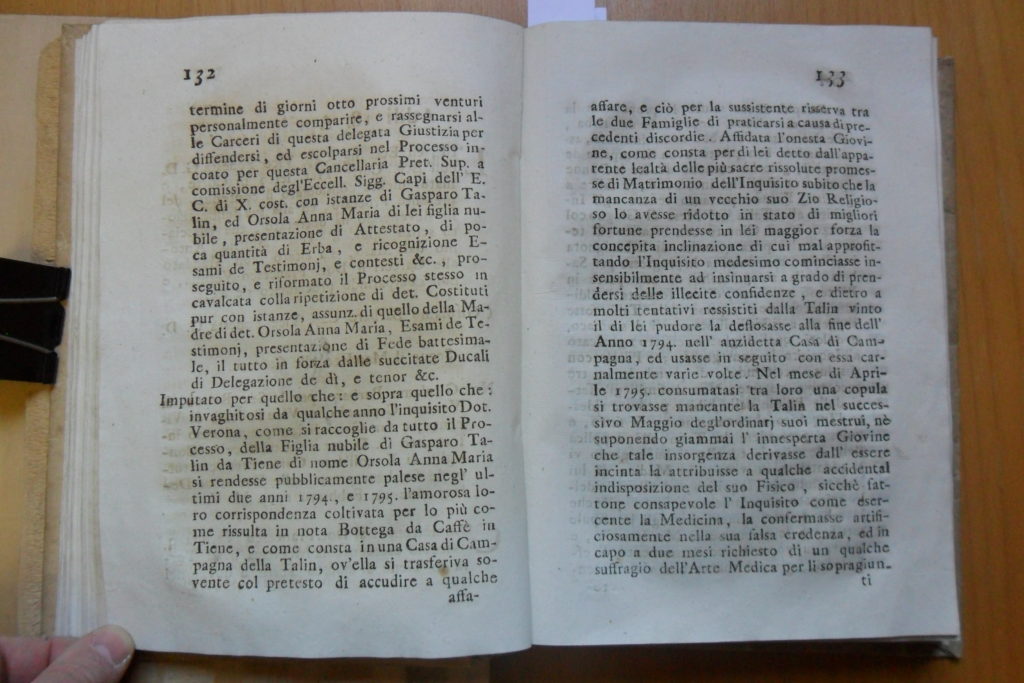 132
termine di giorni otto prossimi venturi
personalmente comparire, e rassegnarsi al-
le Carceri di questa delegata Giustizia per
diffendersi, ed escolparsi nel Processo in-
coato per questa Cancellaria Pret. Sup. a
comissione degl'Eccell. Sigg. Capi dell' E.
C. di X. cost. con istanze di Gasparo Ta-
lin, ed Orsola Anna Maria di lei figlia nu-
bile, presentazione di Attestato, di po-
ca quantità di Erba, e ricognizione E-
sami de Testimonj, e contesti &c., pro-
seguito, e riformato il Processo stesso in
cavalcata colla ripetizione di det. Costituti
pur con istanze, assunz. di quello della Ma-
dre di det. Orsola Anna Maria, Esami de Te-
stimonj, presentazione di Fede battesima-
le, il tutto in forza dalle succitate Ducali
di Delegazione de dì, e tenor &c.
Imputato per quello che: e sopra quello che:
invaghitosi da qualche anno l'inquisito Dot.
Verona, come si raccoglie da tutto il Pro-
cesso, della Figlia nubile di Gasparo Ta-
lin da Tiene di nome Orsola Anna Maria
si rendesse pubblicamente palese negl' ul-
timi due anni 1794., e 1795. l'amorosa lo-
ro corrispondenza coltivata per lo più co-
me rissulta in nota Bottega da Caffè in
Tiene, e come consta in una Casa di Cam-
pagna della Talin, ov'ella si trasferiva so-
vente col pretesto di accudire a qualche
affa-
133
affare, e ciò per la sussistente risserva tra
le due Famiglie di praticarsi a causa di pre-
cedenti discordie. Affidata l'onesta Giovi-
ne, come consta per di lei detto dall'appa-
rente lealtà delle più sacre rissolute promes-
se di Matrimonio dell'Inquisito subito che la
mancanza di un vecchio suo Zio Religio-
so lo avesse ridotto in stato di migliori
fortune prendesse in lei maggior forza la
concepita inclinazione di cui mal approfit-
tando l'Inquisito medesimo cominciasse in-
sensibilmente ad insinuarsi a grado di pren-
dersi delle illecite confidenze, e dietro a
molti tentativi ressistiti dalla Talin vinto
il di lei pudore la deflosasse alla fine dell'
Anno 1794. nell' anzidetta Casa di Cam-
pagna, ed usasse in seguito con essa car-
nalmente varie volte. Nel mese di Apri-
le 1795. consumatasi tra loro una copula
si trovasse mancante la Talin nel succes-
sivo Maggio degl'ordinarj suoi mestrui, nè
suponendo giammai l' innesperta Giovine
che, tale insorgenza derivasse dall' essere
incinta la attribuisse a qualche accidental
indisposizione del suo Fisico, sicchè fat-
tone consapevole l' Inquisito come eser-
cente la Medicina, la confermasse artifi-
ciosamente nella sua falsa credenza, ed in
capo a due mesi richiesto di un qualche
suffragio dell'Arte Medica per li sopragiun-
ti